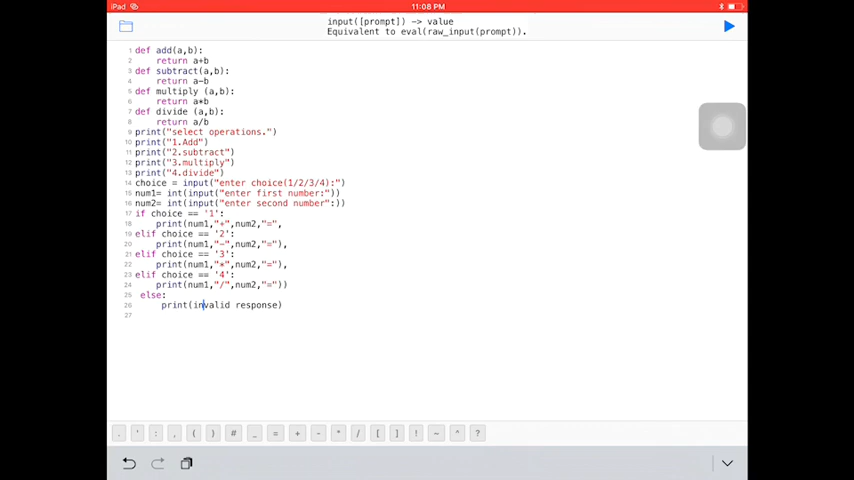 iPad
11:08 PM
input([prompt]) -> value
Equivalent to eval(raw_input(prompt)).
1 def add(a,b):
2 return a+b
3 def subtract(a,b):
4 return a-b
5 def multiply (a,b):
6 return a*b
7 def divide (a,b):
8 return a/b
9 print("select operations.")
10 print("1.Add")
11 print("2.subtract")
12 print("3.multiply")
13 print("4.divide")
14 choice = input("enter choice(1/2/3/4):")
15 num1= int(input("enter first number:"))
16 num2= int(input("enter second number":))
17 if choice == '1':
18 print(num1,"+",num2,"=",
19 elif choice == '2':
20 print(num1,"-",num2,"="),
21 elif choice == '3':
22 print(num1,"*",num2,"="),
23 elif choice == '4':
24 print(num1,"/",num2,"="))
25 else:
26 print(invalid response)
27
. ' : , ( ) # _ = + - * / [ ] ! ~ ^ ?